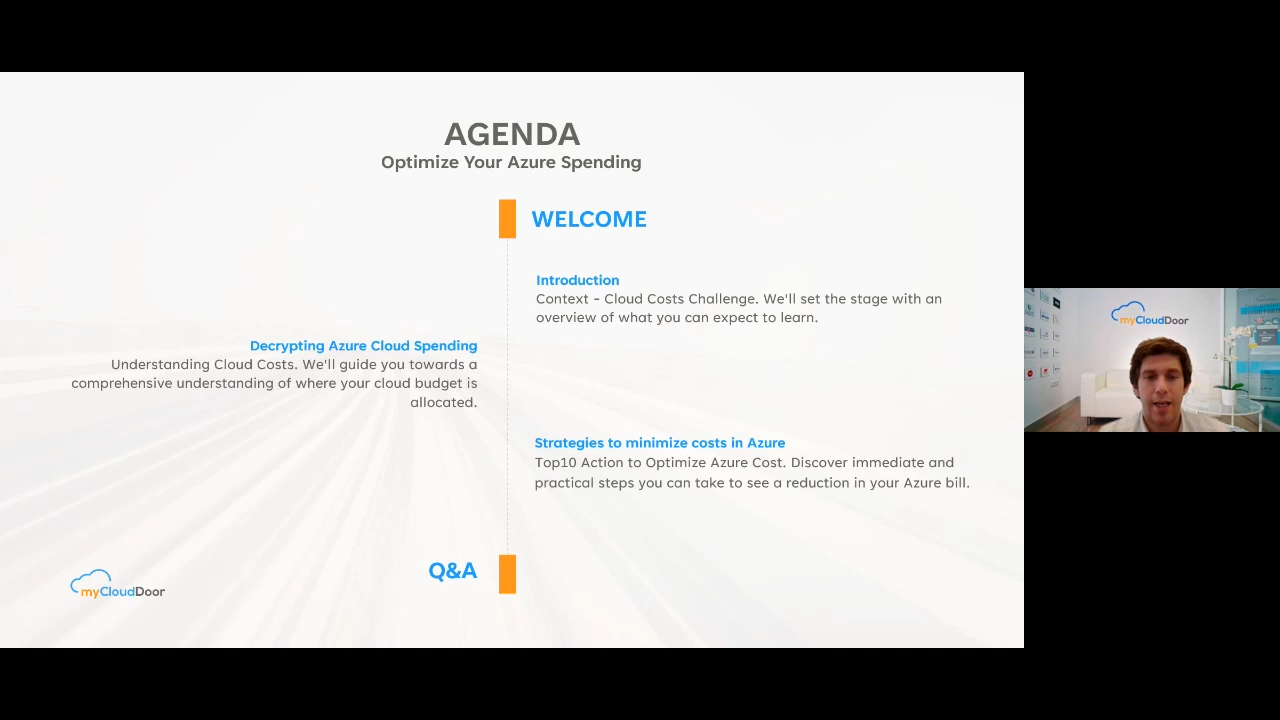 AGENDA
Optimize Your Azure Spending
WELCOME
Introduction
Context - Cloud Costs Challenge. We'll set the stage with an
overview of what you can expect to learn.
Decrypting Azure Cloud Spending
Understanding Cloud Costs. We'll guide you towards a
comprehensive understanding of where your cloud budget is
allocated.
Strategies to minimize costs in Azure
Top10 Action to Optimize Azure Cost. Discover immediate and
practical steps you can take to see a reduction in your Azure bill.
Q&A
myCloudDoor
myCloudDoor